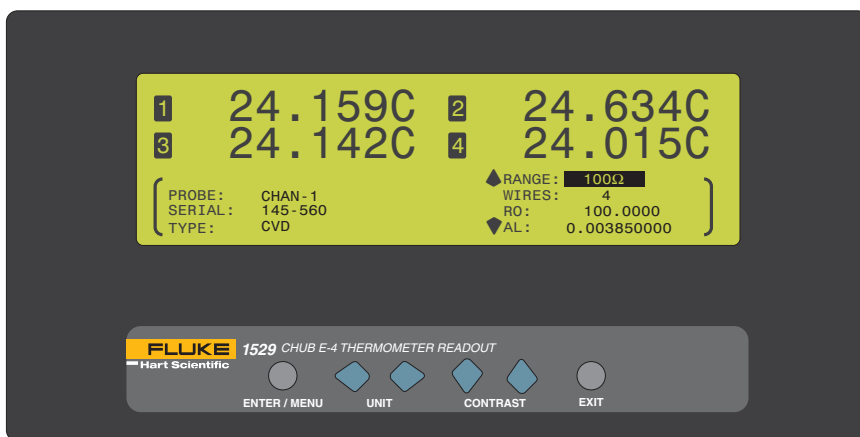 1 24.159C 2 24.634C
3 24.142C 4 24.015C
PROBE: CHAN-1
SERIAL: 145-560
TYPE: CVD
RANGE: 100Ω
WIRES: 4
RO: 100.0000
AL: 0.003850000
FLUKE 1529 CHUB E-4 THERMOMETER READOUT
Hart Scientific
ENTER / MENU UNIT CONTRAST EXIT